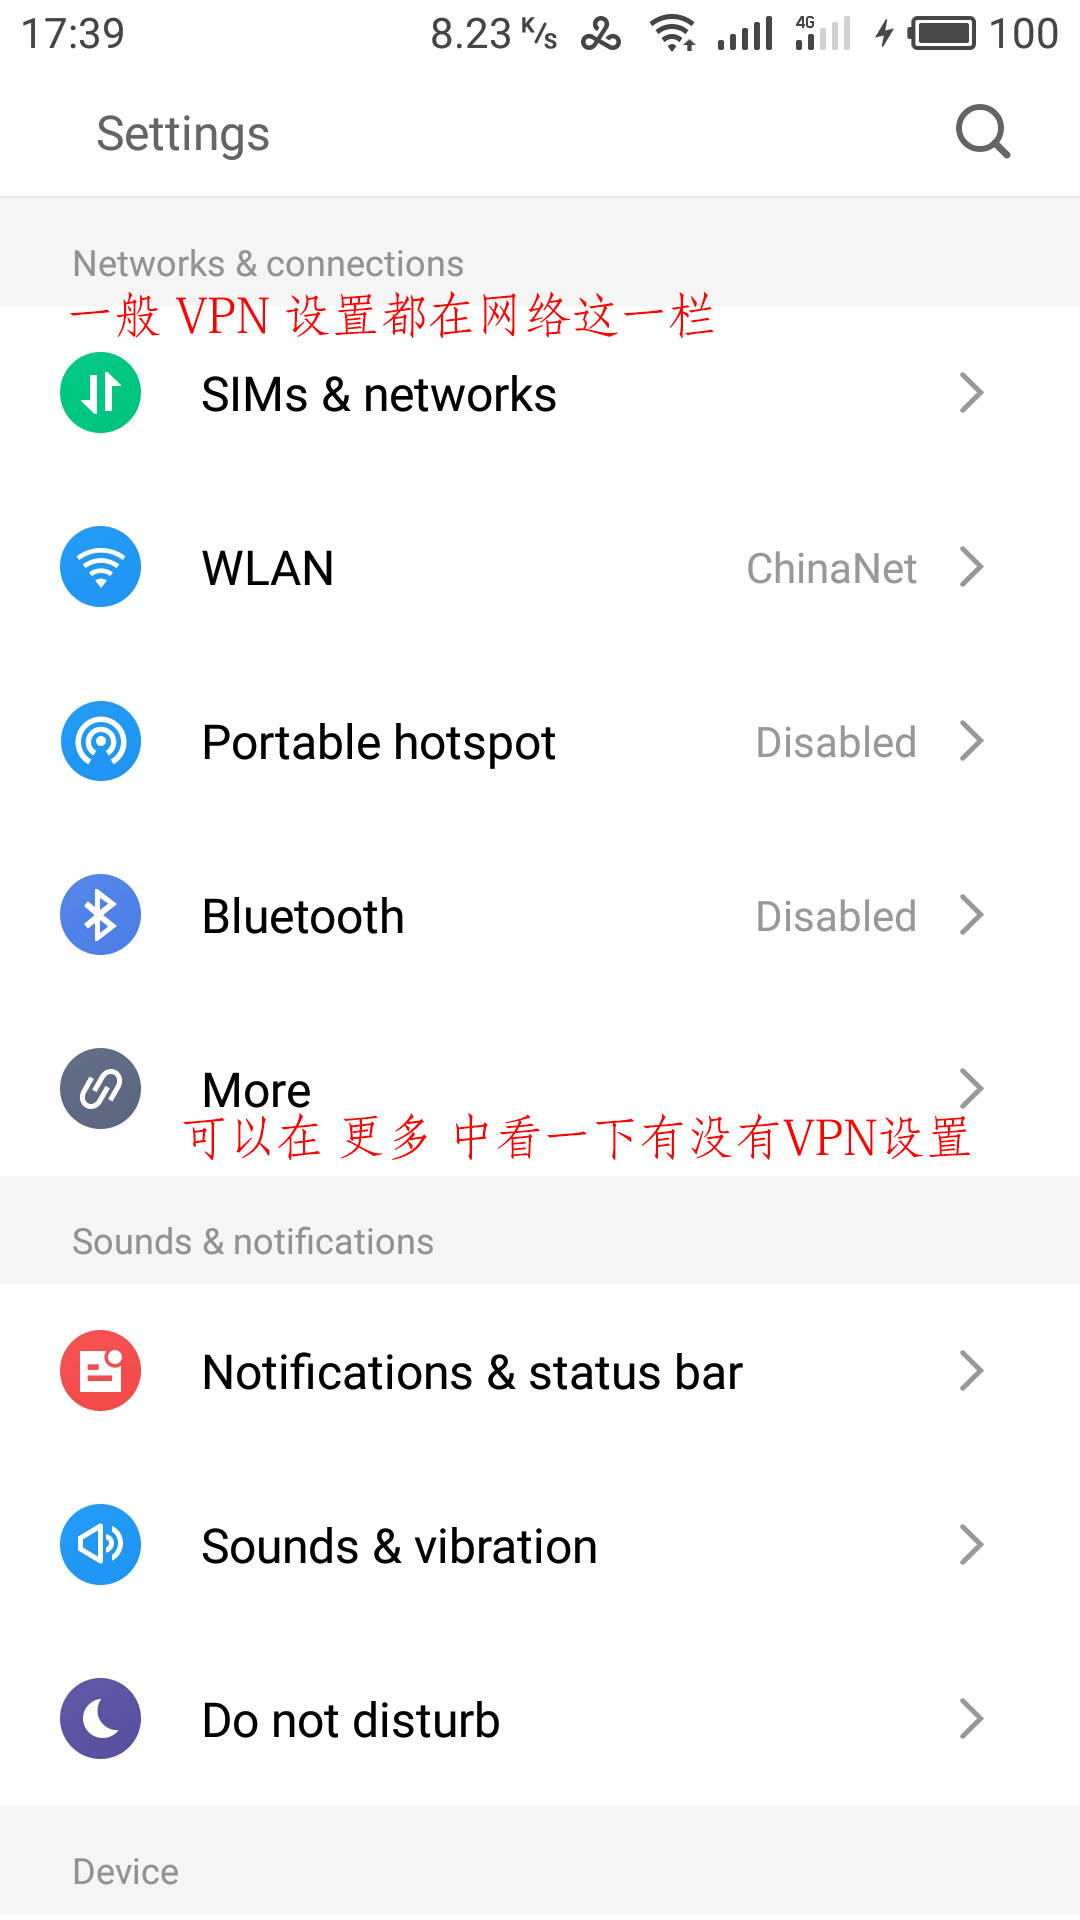 17:39 8.23 K/s 4G 100
Settings
Networks & connections
一般 VPN 设置都在网络这一栏
SIMs & networks
WLAN ChinaNet
Portable hotspot Disabled
Bluetooth Disabled
More
可以在 更多 中看一下有没有VPN设置
Sounds & notifications
Notifications & status bar
Sounds & vibration
Do not disturb
Device